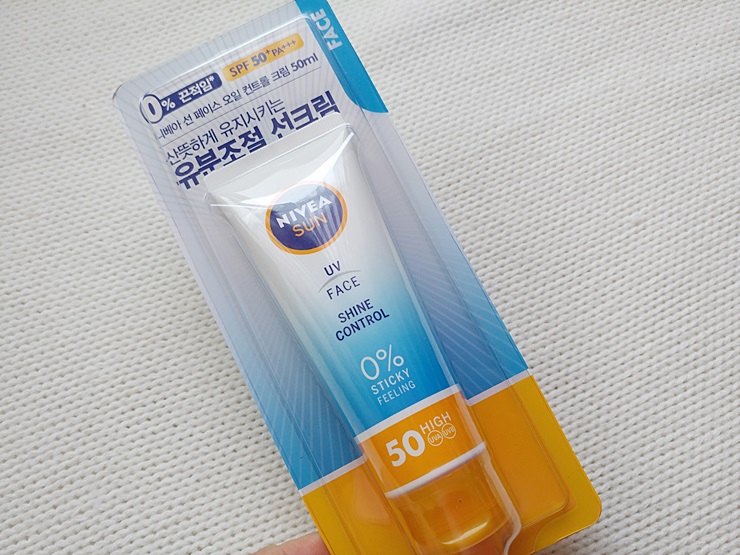 FACE
0% 끈적임*
SPF 50+ PA+++
니베아 선 페이스 오일 컨트롤 크림 50ml
산뜻하게 유지시키는
유분조절 선크림
NIVEA
SUN
UV
FACE
SHINE
CONTROL
0%
STICKY
FEELING
50 HIGH
UVA UVB